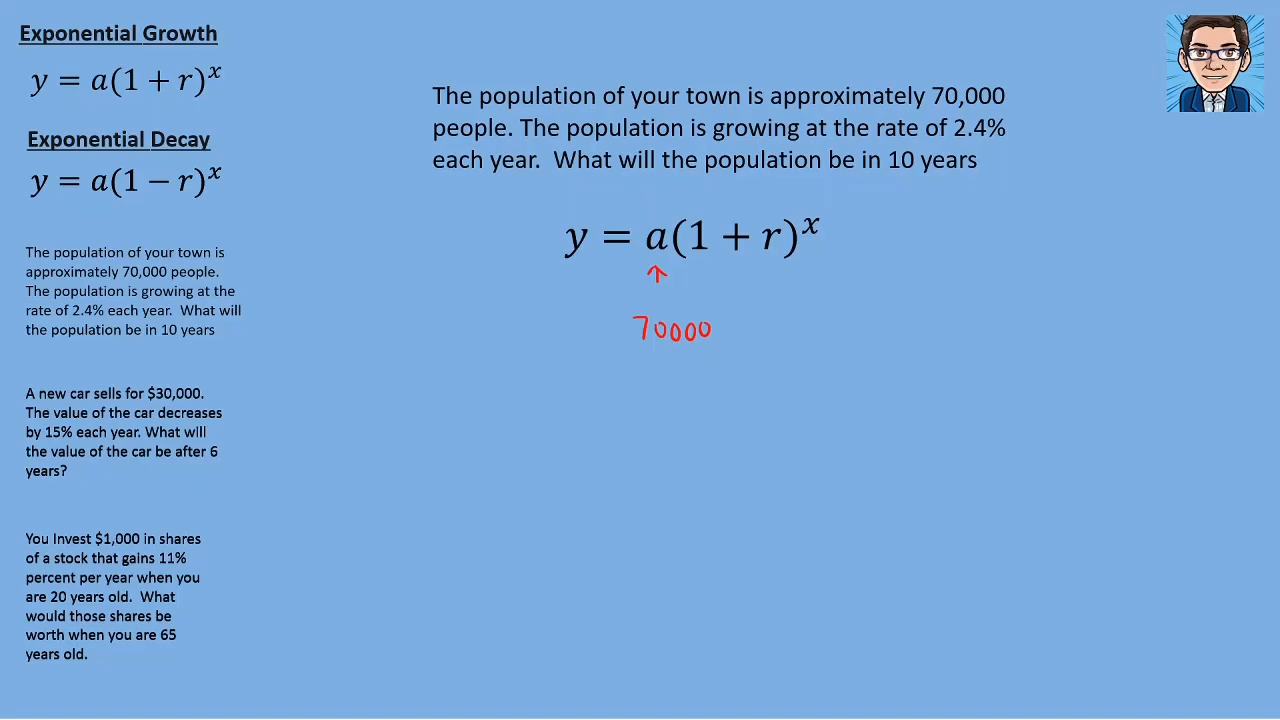 Exponential Growth
y = a(1 + r)^x
Exponential Decay
y = a(1 − r)^x
The population of your town is
approximately 70,000 people.
The population is growing at the
rate of 2.4% each year.  What will
the population be in 10 years
A new car sells for $30,000.
The value of the car decreases
by 15% each year. What will
the value of the car be after 6
years?
You Invest $1,000 in shares
of a stock that gains 11%
percent per year when you
are 20 years old.  What
would those shares be
worth when you are 65
years old.
The population of your town is approximately 70,000
people. The population is growing at the rate of 2.4%
each year.  What will the population be in 10 years
y = a(1 + r)^x
↑
70000